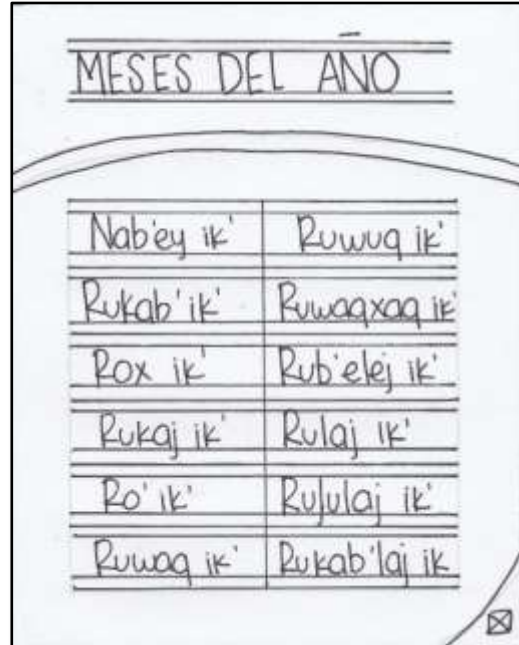 MESES DEL AÑO
Nab'ey ik' Ruwuq ik'
Rukab' ik' Ruwaqxaq ik'
Rox ik' Rub'elej ik'
Rukaj ik' Rulaj ik'
Ro' ik' Rujulaj ik'
Ruwaq ik' Rukab'laj ik